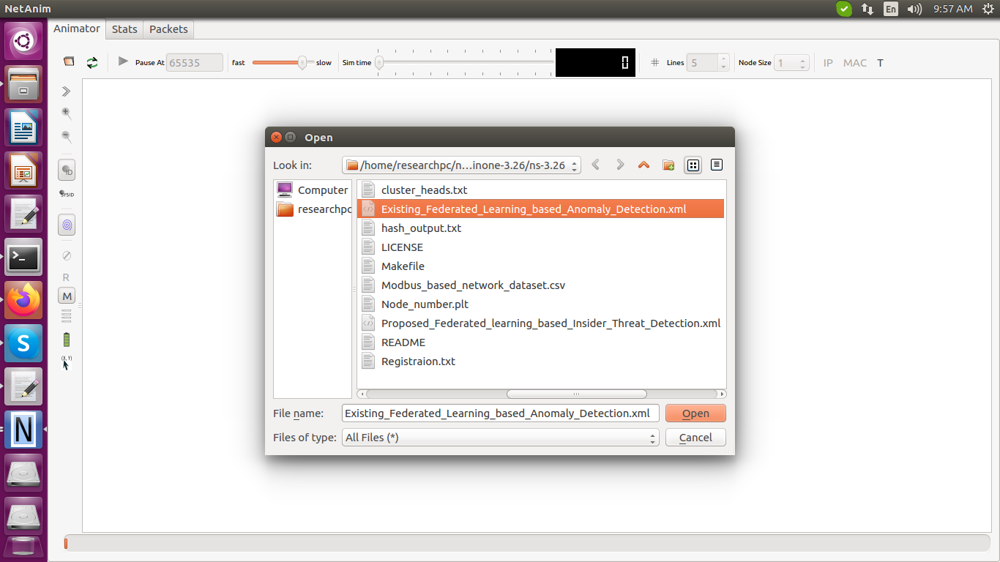 NetAnim
En
9:57 AM
Animator Stats Packets
Pause At 65535 fast slow Sim time 0 Lines 5 Node Size 1 IP MAC T
ID
SYSID
R
M
(X, Y)
S
N
Open
Look in: /home/researchpc/n...inone-3.26/ns-3.26
Computer
researchpc
cluster_heads.txt
Existing_Federated_Learning_based_Anomaly_Detection.xml
hash_output.txt
LICENSE
Makefile
Modbus_based_network_dataset.csv
Node_number.plt
Proposed_Federated_learning_based_Insider_Threat_Detection.xml
README
Registraion.txt
File name: Existing_Federated_Learning_based_Anomaly_Detection.xml Open
Files of type: All Files (*) Cancel